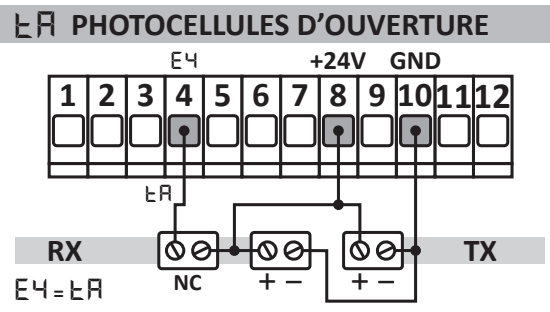 tA PHOTOCELLULES D'OUVERTURE
E4 +24V GND
1 2 3 4 5 6 7 8 9 10 11 12
tA
RX TX
NC + − + −
E4=tA